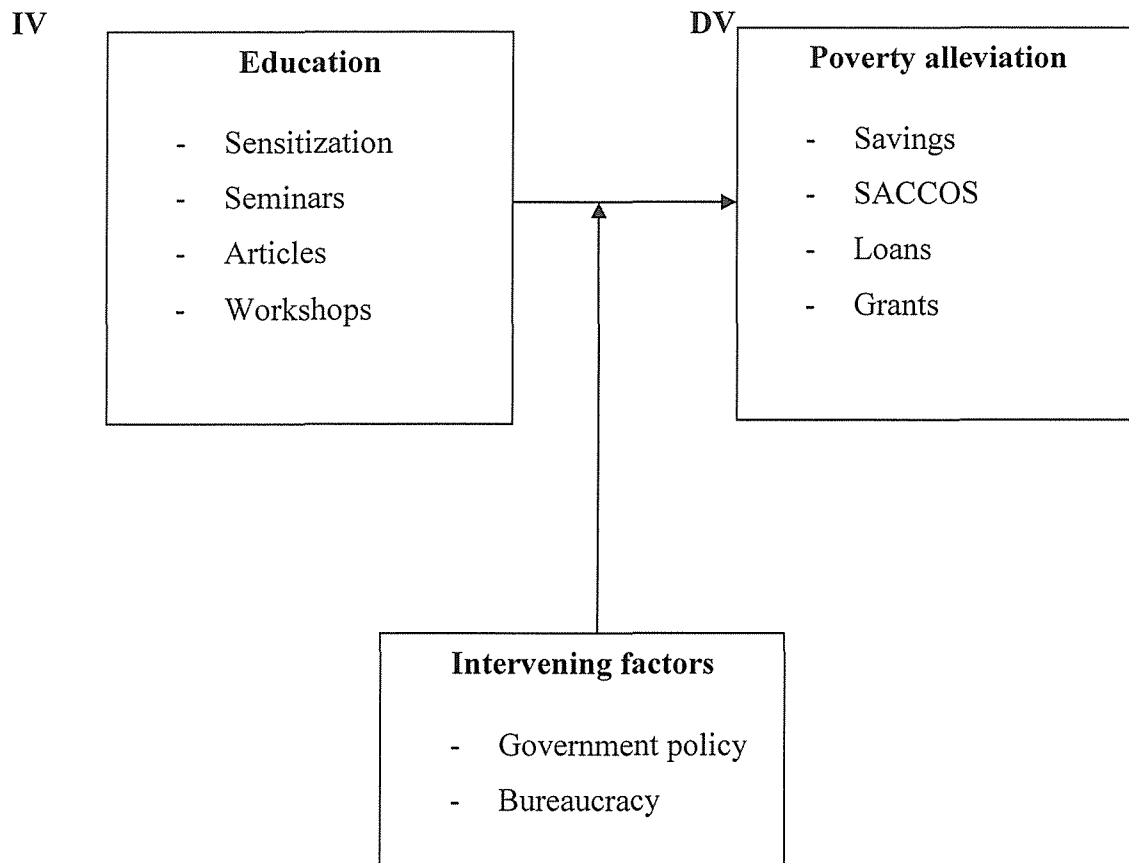 IV
Education
- Sensitization
- Seminars
- Articles
- Workshops
DV
Poverty alleviation
- Savings
- SACCOS
- Loans
- Grants
Intervening factors
- Government policy
- Bureaucracy